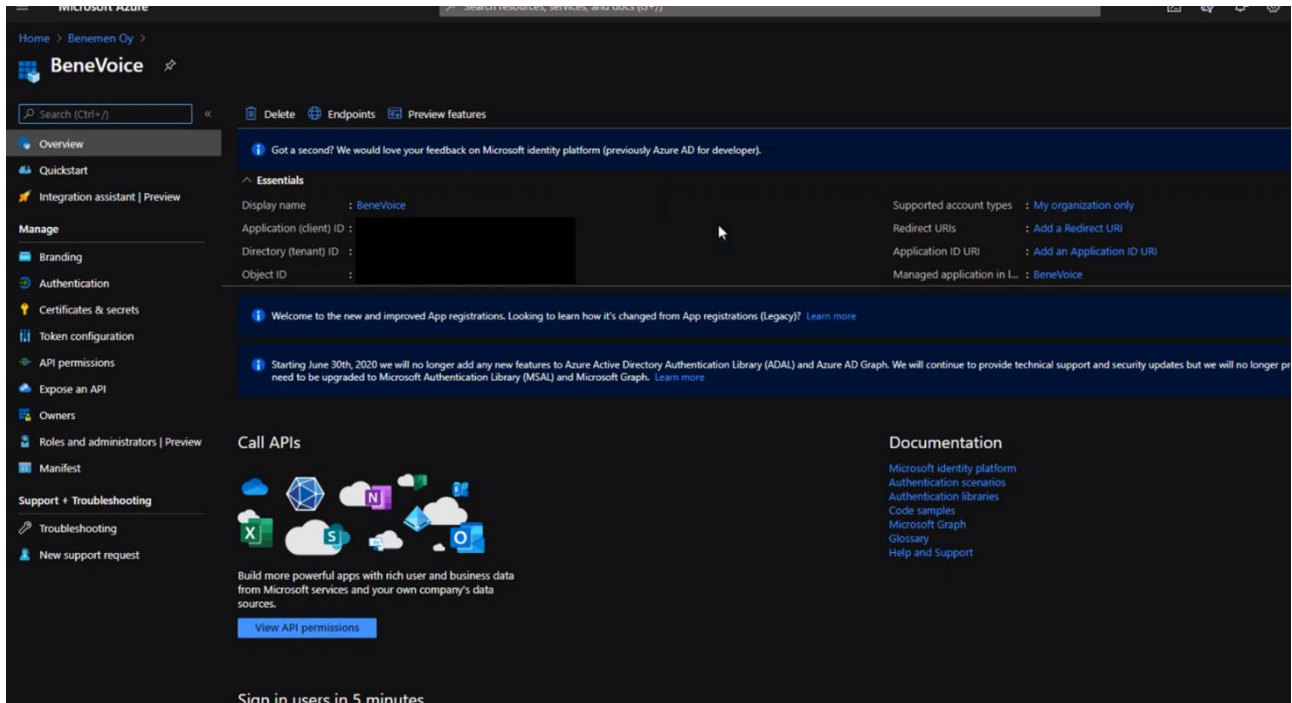 Microsoft Azure
Search resources, services, and docs (G+/)
Home > Benemen Oy >
BeneVoice
Search (Ctrl+/)
«
Delete
Endpoints
Preview features
Overview
Quickstart
Integration assistant | Preview
Manage
Branding
Authentication
Certificates & secrets
Token configuration
API permissions
Expose an API
Owners
Roles and administrators | Preview
Manifest
Support + Troubleshooting
Troubleshooting
New support request
Got a second? We would love your feedback on Microsoft identity platform (previously Azure AD for developer).
Essentials
Display name : BeneVoice
Application (client) ID :
Directory (tenant) ID :
Object ID :
Supported account types : My organization only
Redirect URIs : Add a Redirect URI
Application ID URI : Add an Application ID URI
Managed application in l... : BeneVoice
Welcome to the new and improved App registrations. Looking to learn how it's changed from App registrations (Legacy)? Learn more
Starting June 30th, 2020 we will no longer add any new features to Azure Active Directory Authentication Library (ADAL) and Azure AD Graph. We will continue to provide technical support and security updates but we will no longer pr
need to be upgraded to Microsoft Authentication Library (MSAL) and Microsoft Graph. Learn more
Call APIs
Build more powerful apps with rich user and business data
from Microsoft services and your own company's data
sources.
View API permissions
Documentation
Microsoft identity platform
Authentication scenarios
Authentication libraries
Code samples
Microsoft Graph
Glossary
Help and Support
Sign in users in 5 minutes